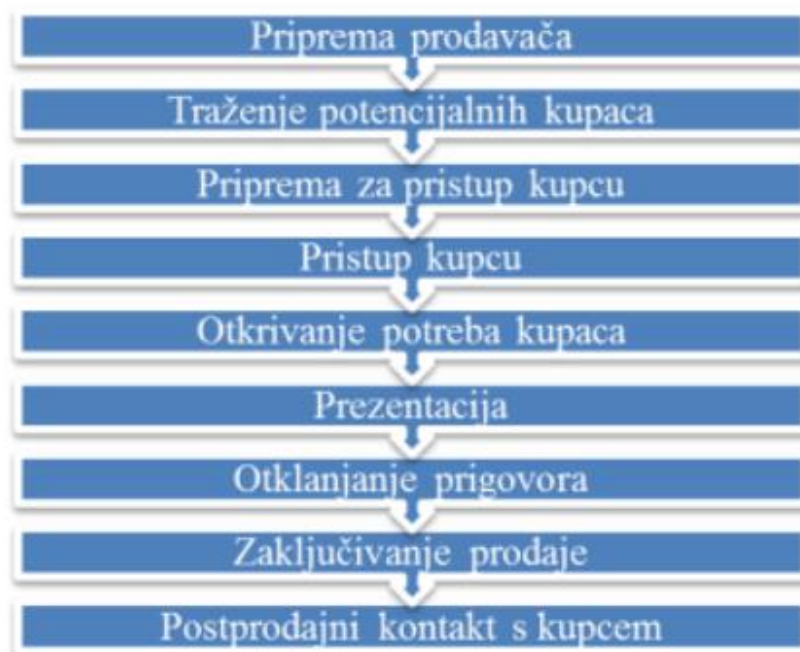 Priprema prodavača
Traženje potencijalnih kupaca
Priprema za pristup kupcu
Pristup kupcu
Otkrivanje potreba kupaca
Prezentacija
Otklanjanje prigovora
Zaključivanje prodaje
Postprodajni kontakt s kupcem